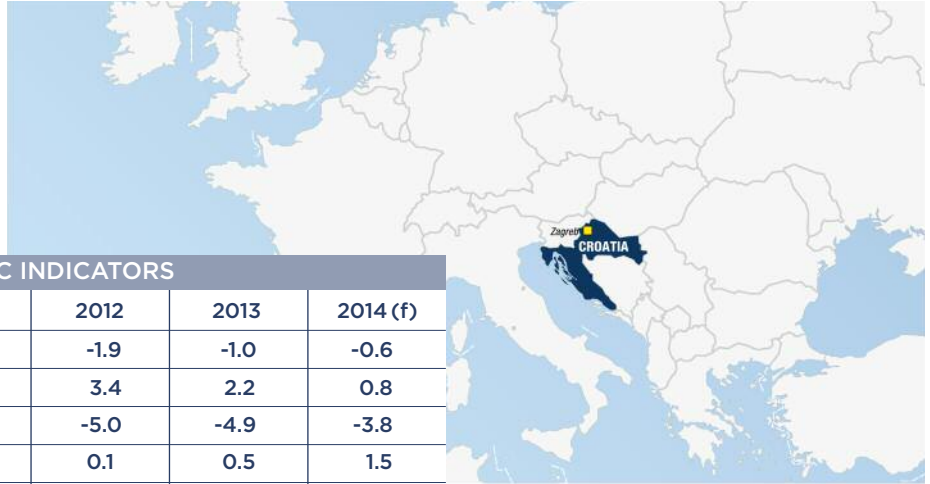 Zagreb
CROATIA
C INDICATORS
2012 2013 2014 (f)
-1.9 -1.0 -0.6
3.4 2.2 0.8
-5.0 -4.9 -3.8
0.1 0.5 1.5